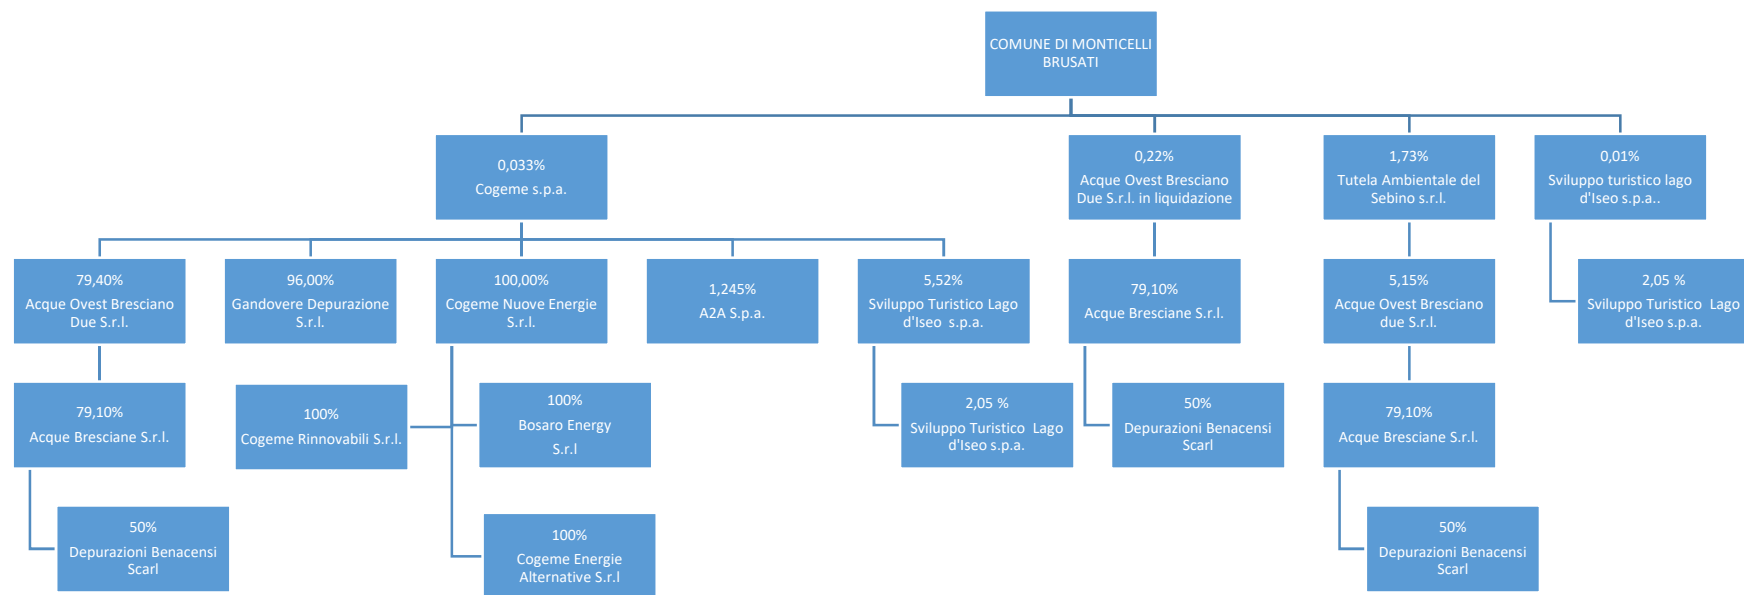 COMUNE DI MONTICELLI
BRUSATI
0,033%
Cogeme s.p.a.
0,22%
Acque Ovest Bresciano
Due S.r.l. in liquidazione
1,73%
Tutela Ambientale del
Sebino s.r.l.
0,01%
Sviluppo turistico lago
d'Iseo s.p.a..
79,40%
Acque Ovest Bresciano
Due S.r.l.
96,00%
Gandovere Depurazione
S.r.l.
100,00%
Cogeme Nuove Energie
S.r.l.
1,245%
A2A S.p.a.
5,52%
Sviluppo Turistico Lago
d'Iseo s.p.a.
79,10%
Acque Bresciane S.r.l.
5,15%
Acque Ovest Bresciano
due S.r.l.
2,05 %
Sviluppo Turistico Lago
d'Iseo s.p.a.
79,10%
Acque Bresciane S.r.l.
100%
Cogeme Rinnovabili S.r.l.
100%
Bosaro Energy
S.r.l
2,05 %
Sviluppo Turistico Lago
d'Iseo s.p.a.
50%
Depurazioni Benacensi
Scarl
79,10%
Acque Bresciane S.r.l.
50%
Depurazioni Benacensi
Scarl
100%
Cogeme Energie
Alternative S.r.l
50%
Depurazioni Benacensi
Scarl